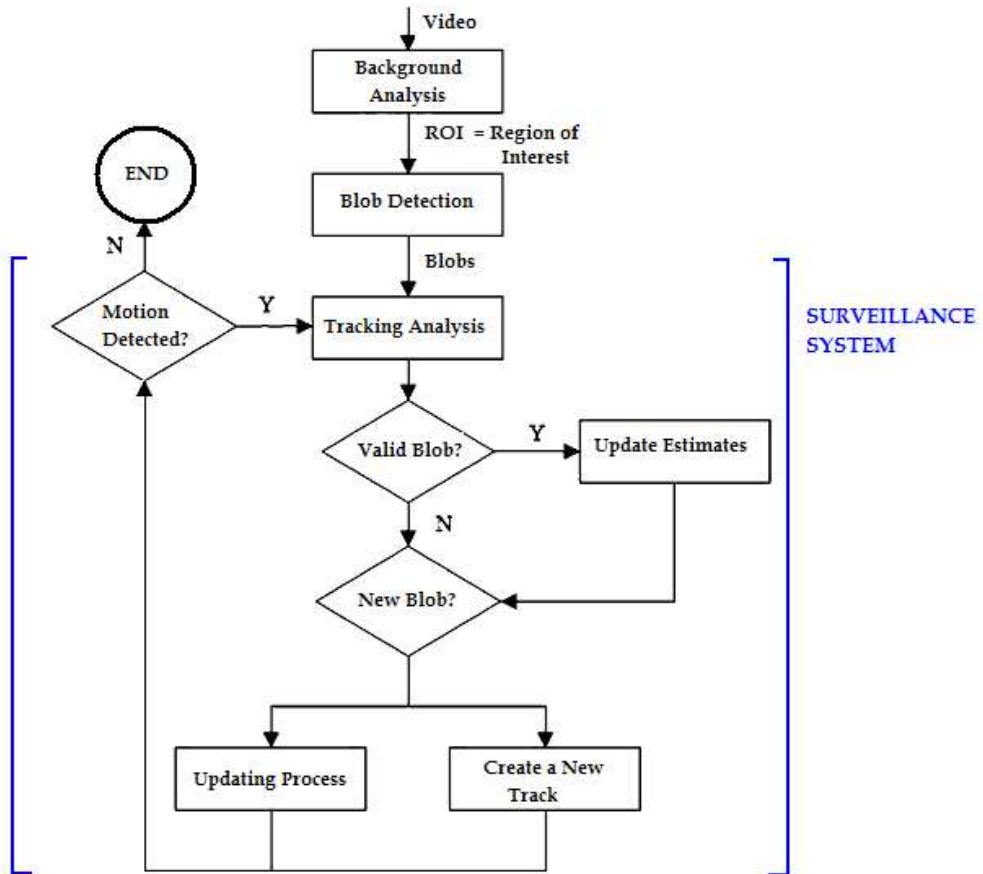 Video
Background
Analysis
ROI = Region of
Interest
END
Blob Detection
N
Blobs
Motion
Detected?
Y
Tracking Analysis
SURVEILLANCE
SYSTEM
Valid Blob?
Y
Update Estimates
N
New Blob?
Updating Process
Create a New
Track